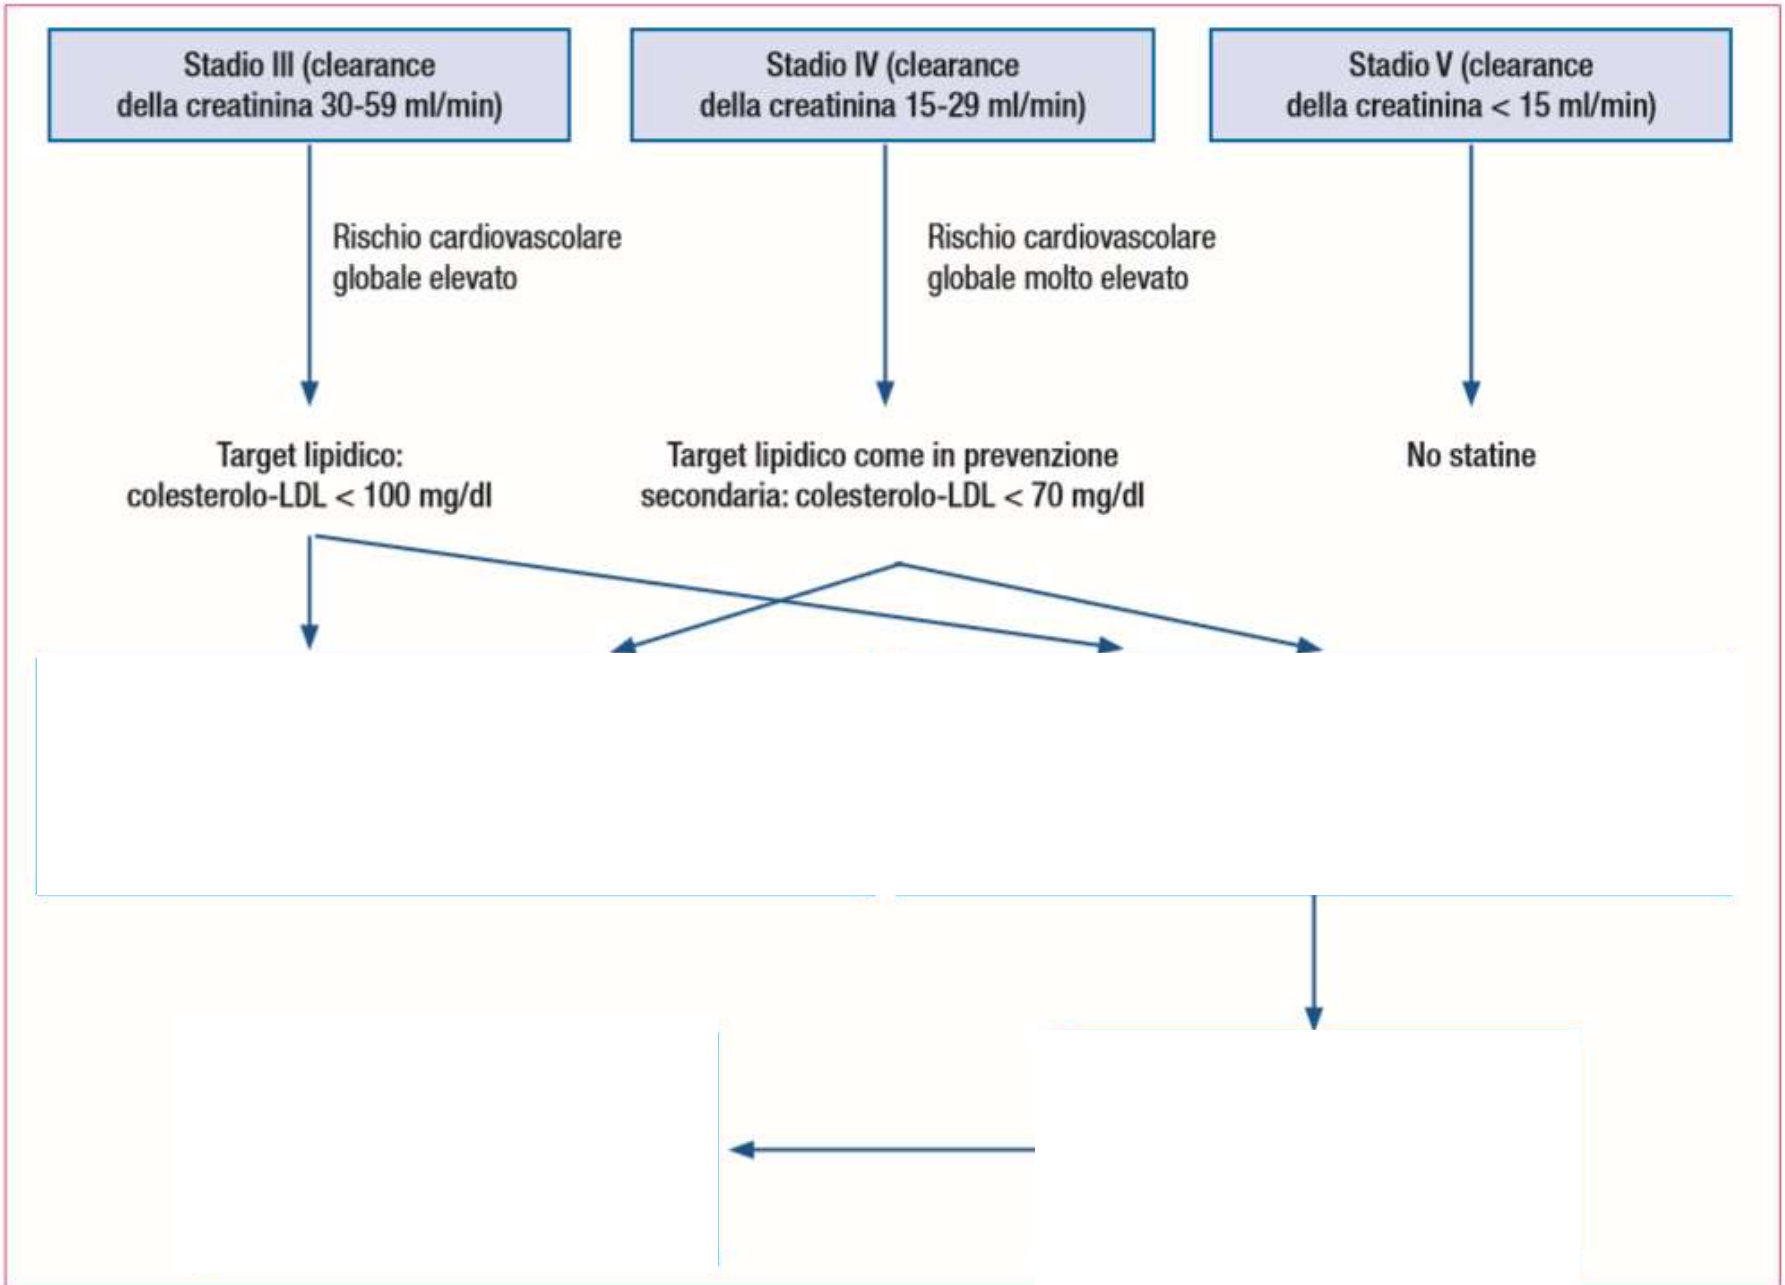 Stadio III (clearance
della creatinina 30-59 ml/min)
Stadio IV (clearance
della creatinina 15-29 ml/min)
Stadio V (clearance
della creatinina < 15 ml/min)
Rischio cardiovascolare
globale elevato
Rischio cardiovascolare
globale molto elevato
Target lipidico:
colesterolo-LDL < 100 mg/dl
Target lipidico come in prevenzione
secondaria: colesterolo-LDL < 70 mg/dl
No statine